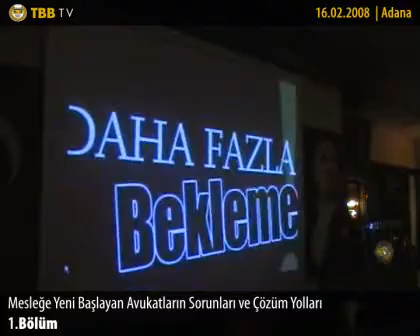 TBB TV
16.02.2008 | Adana
DAHA FAZLA
Bekleme
Mesleğe Yeni Başlayan Avukatların Sorunları ve Çözüm Yolları
1.Bölüm